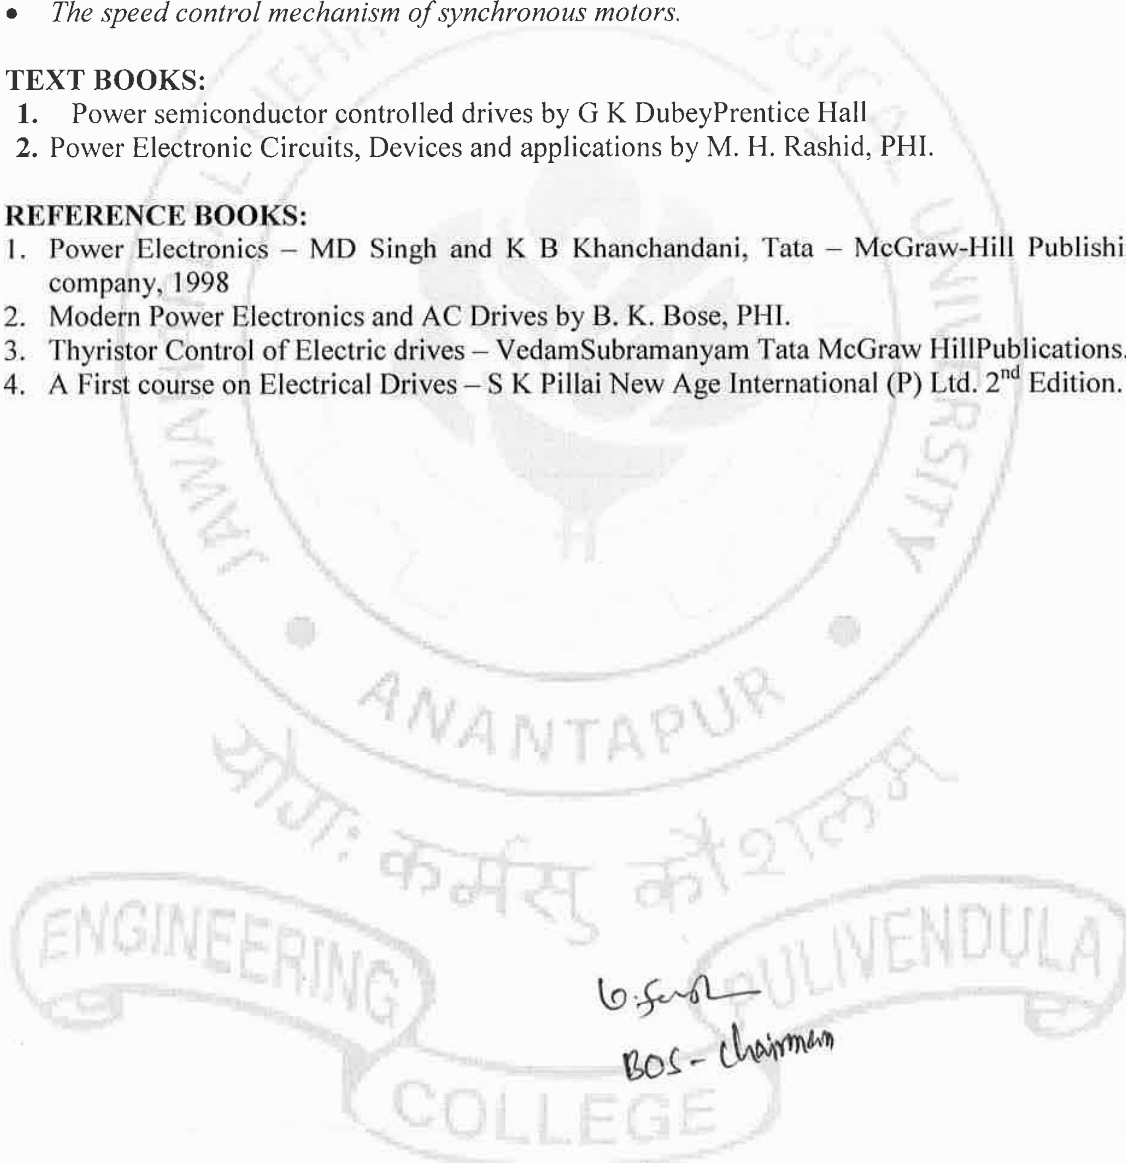 • The speed control mechanism of synchronous motors.
TEXT BOOKS:
1. Power semiconductor controlled drives by G K DubeyPrentice Hall
2. Power Electronic Circuits, Devices and applications by M. H. Rashid, PHI.
REFERENCE BOOKS:
1. Power Electronics – MD Singh and K B Khanchandani, Tata – McGraw-Hill Publishi
company, 1998
2. Modern Power Electronics and AC Drives by B. K. Bose, PHI.
3. Thyristor Control of Electric drives – VedamSubramanyam Tata McGraw HillPublications.
4. A First course on Electrical Drives – S K Pillai New Age International (P) Ltd. 2nd Edition.
UNIVERSITY
ANANTAPUR
योग: कर्मसु कौशलम
ENGINEERING
PULIVENDULA
COLLEGE
BOS - Chairman